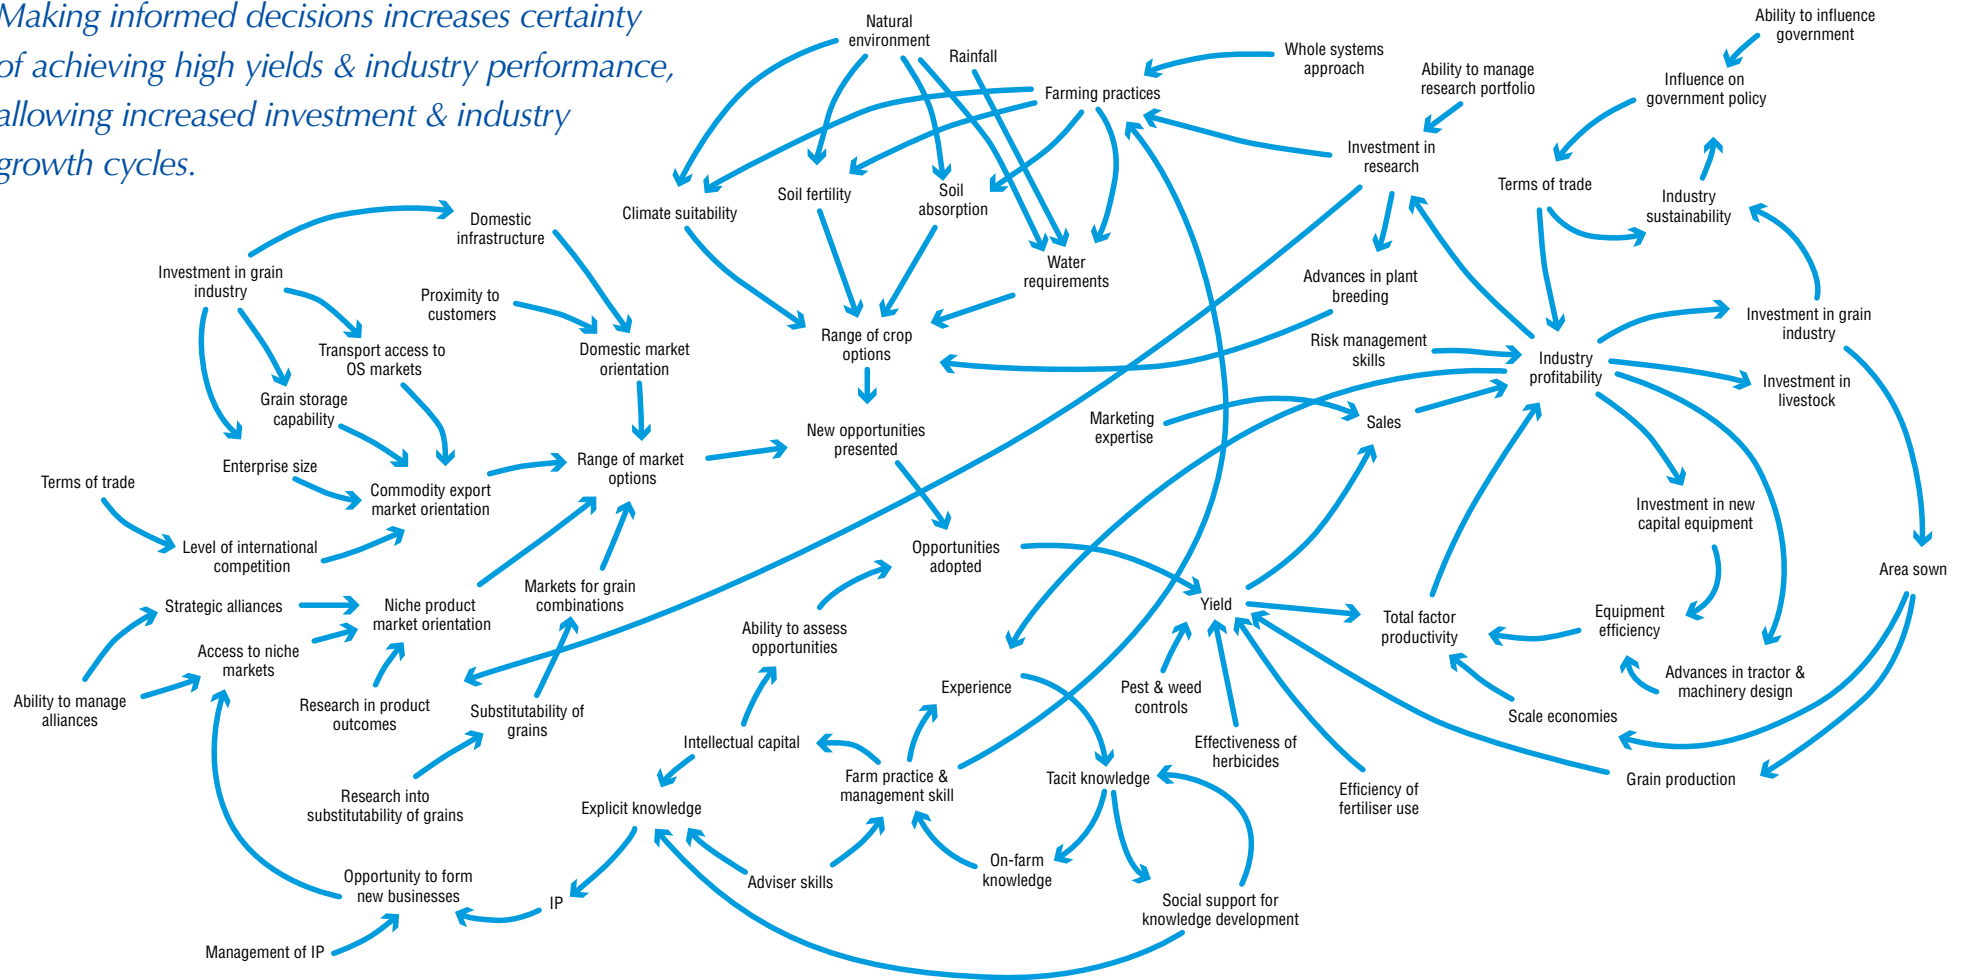 Making informed decisions increases certainty
of achieving high yields & industry performance,
allowing increased investment & industry
growth cycles.
Natural
environment
Rainfall
Whole systems
approach
Ability to influence
government
Farming practices
Ability to manage
research portfolio
Influence on
government policy
Investment in
research
Terms of trade
Industry
sustainability
Climate suitability
Soil fertility
Soil
absorption
Water
requirements
Domestic
infrastructure
Investment in grain
industry
Proximity to
customers
Transport access to
OS markets
Domestic market
orientation
Range of crop
options
Advances in plant
breeding
Risk management
skills
Industry
profitability
Investment in grain
industry
Investment in
livestock
Grain storage
capability
Marketing
expertise
Sales
New opportunities
presented
Enterprise size
Range of market
options
Terms of trade
Commodity export
market orientation
Investment in new
capital equipment
Level of international
competition
Opportunities
adopted
Area sown
Strategic alliances
Niche product
market orientation
Markets for grain
combinations
Yield
Total factor
productivity
Equipment
efficiency
Ability to assess
opportunities
Access to niche
markets
Ability to manage
alliances
Research in product
outcomes
Substitutability of
grains
Experience
Pest & weed
controls
Advances in tractor &
machinery design
Scale economies
Intellectual capital
Effectiveness of
herbicides
Farm practice &
management skill
Tacit knowledge
Grain production
Efficiency of
fertiliser use
Research into
substitutability of grains
Explicit knowledge
On-farm
knowledge
Adviser skills
Opportunity to form
new businesses
IP
Social support for
knowledge development
Management of IP